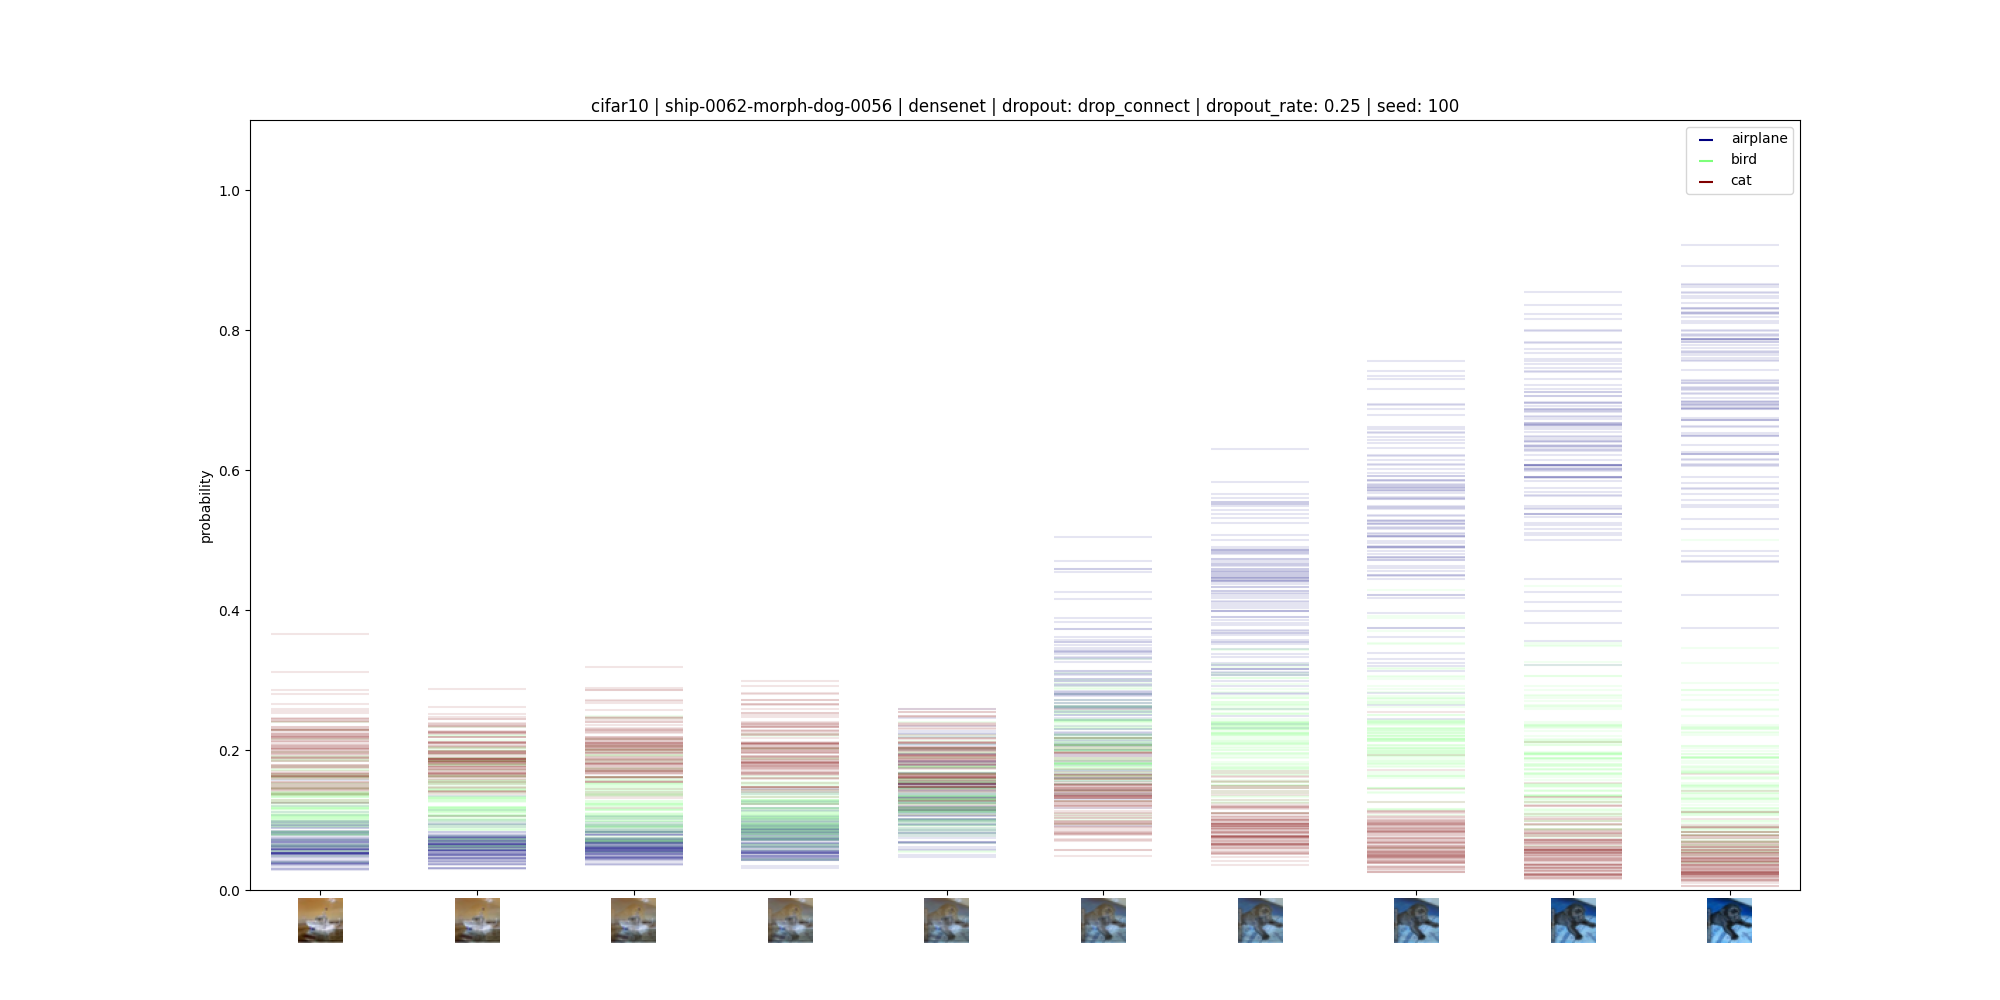 cifar10 | ship-0062-morph-dog-0056 | densenet | dropout: drop_connect | dropout_rate: 0.25 | seed: 100
airplane
bird
cat
1.0
0.8
0.6
0.4
0.2
0.0
probability